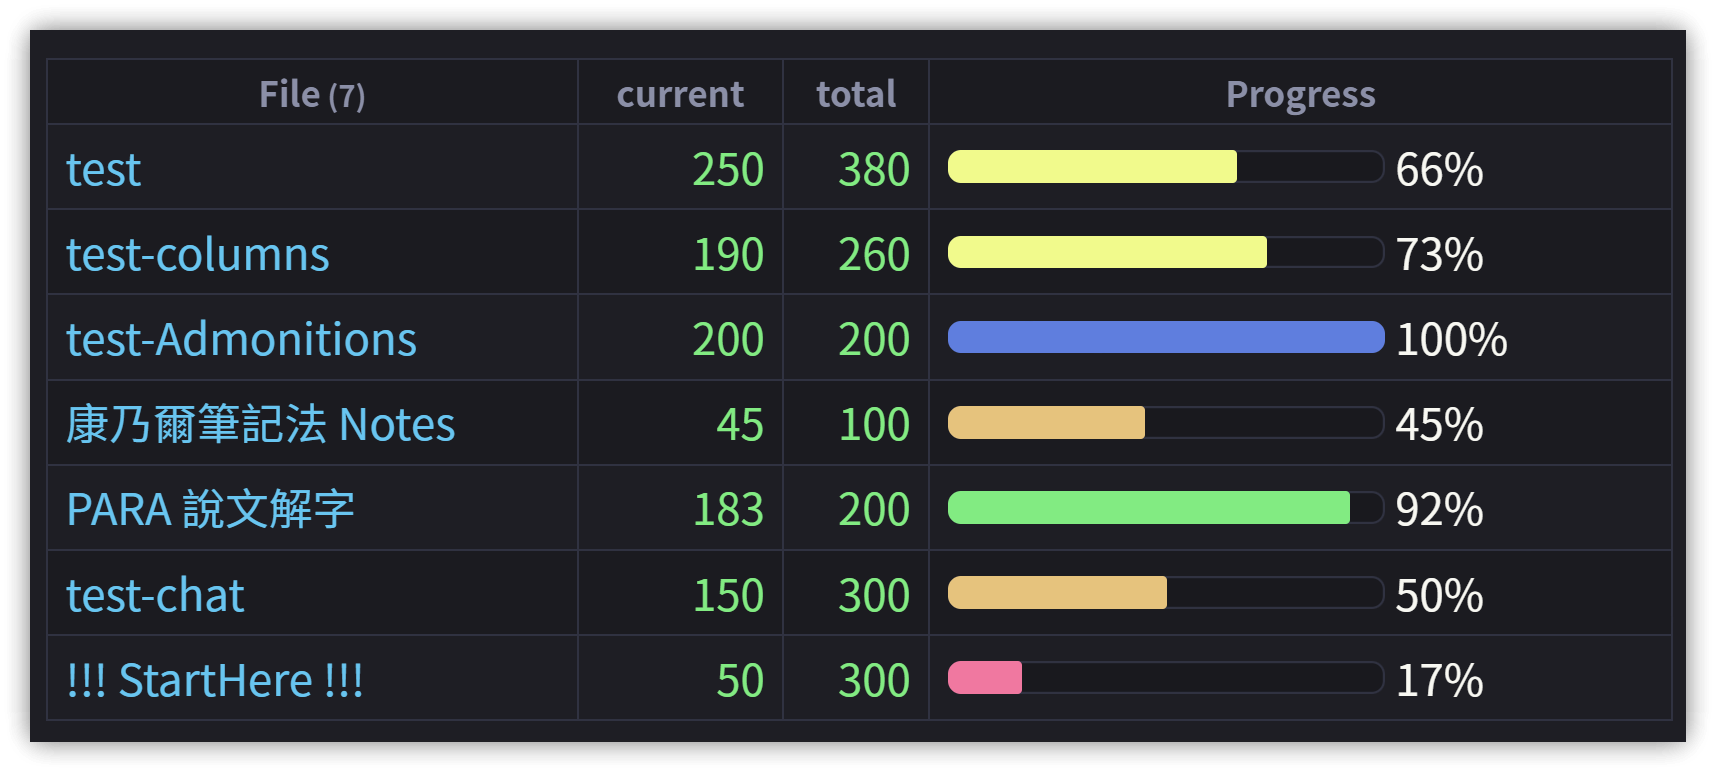 File (7) current total Progress
test 250 380 66%
test-columns 190 260 73%
test-Admonitions 200 200 100%
康乃爾筆記法 Notes 45 100 45%
PARA 說文解字 183 200 92%
test-chat 150 300 50%
!!! StartHere !!! 50 300 17%